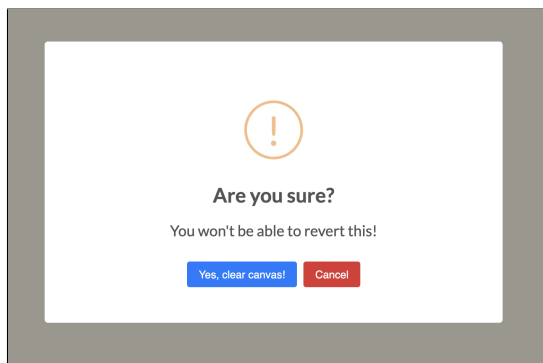 Are you sure?
You won't be able to revert this!
Yes, clear canvas! Cancel